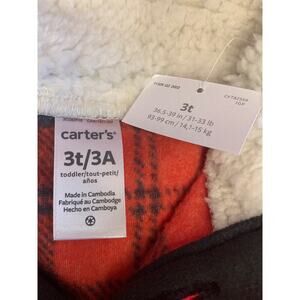 carter's
3t/3A
toddler/tout-petit/
años
Made in Cambodia
Fabriqué au Cambodge
Hecho en Camboya
3t
36.5-39 in / 31-33 lb
93-99 cm / 14,1-15 kg
TOP